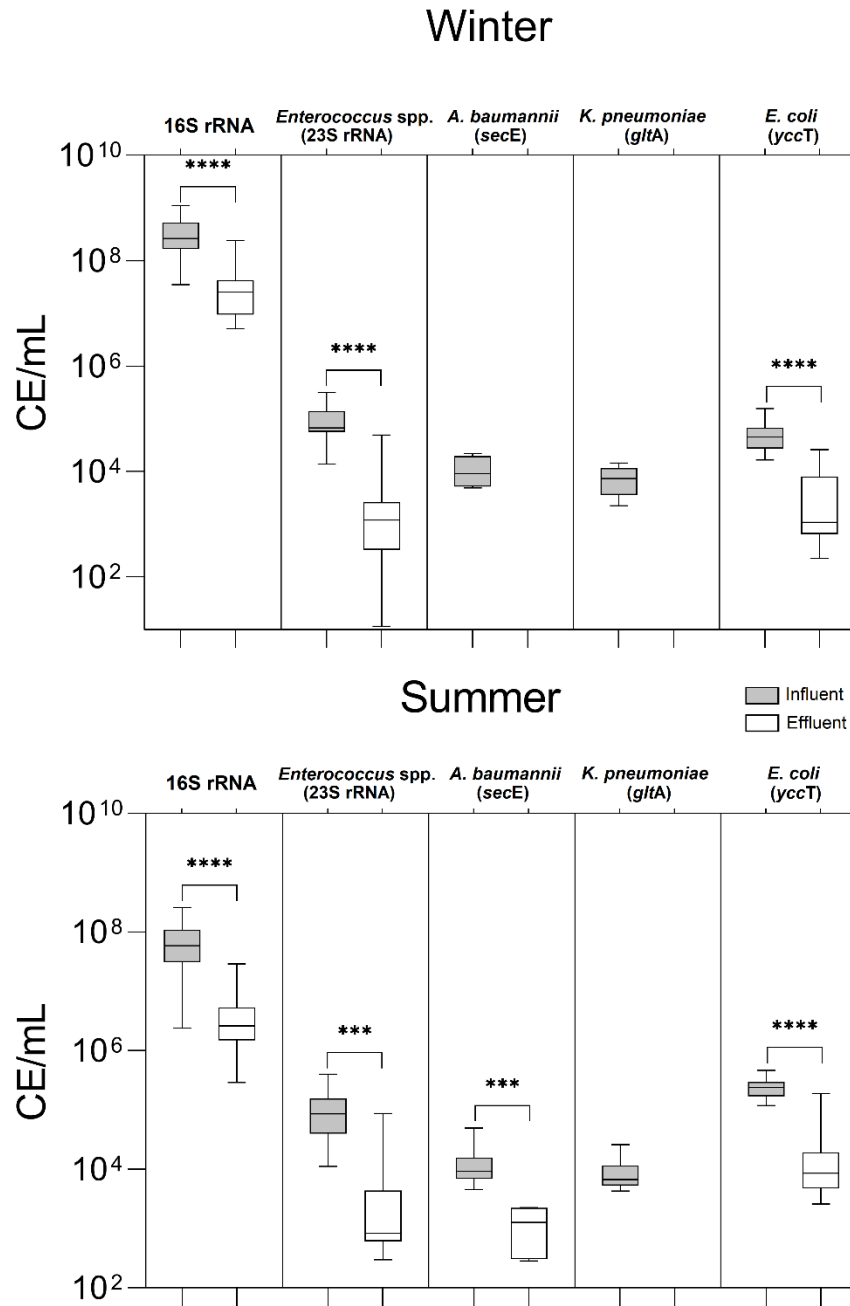 Winter
16S rRNA
Enterococcus spp.
(23S rRNA)
A. baumannii
(secE)
K. pneumoniae
(gltA)
E. coli
(yccT)
10^10
10^8
10^6
10^4
10^2
CE/mL
****
****
****
Summer
Influent
Effluent
16S rRNA
Enterococcus spp.
(23S rRNA)
A. baumannii
(secE)
K. pneumoniae
(gltA)
E. coli
(yccT)
10^10
10^8
10^6
10^4
10^2
CE/mL
****
***
***
****